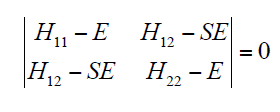 | H₁₁ − E   H₁₂ − SE |
| H₁₂ − SE   H₂₂ − E | = 0